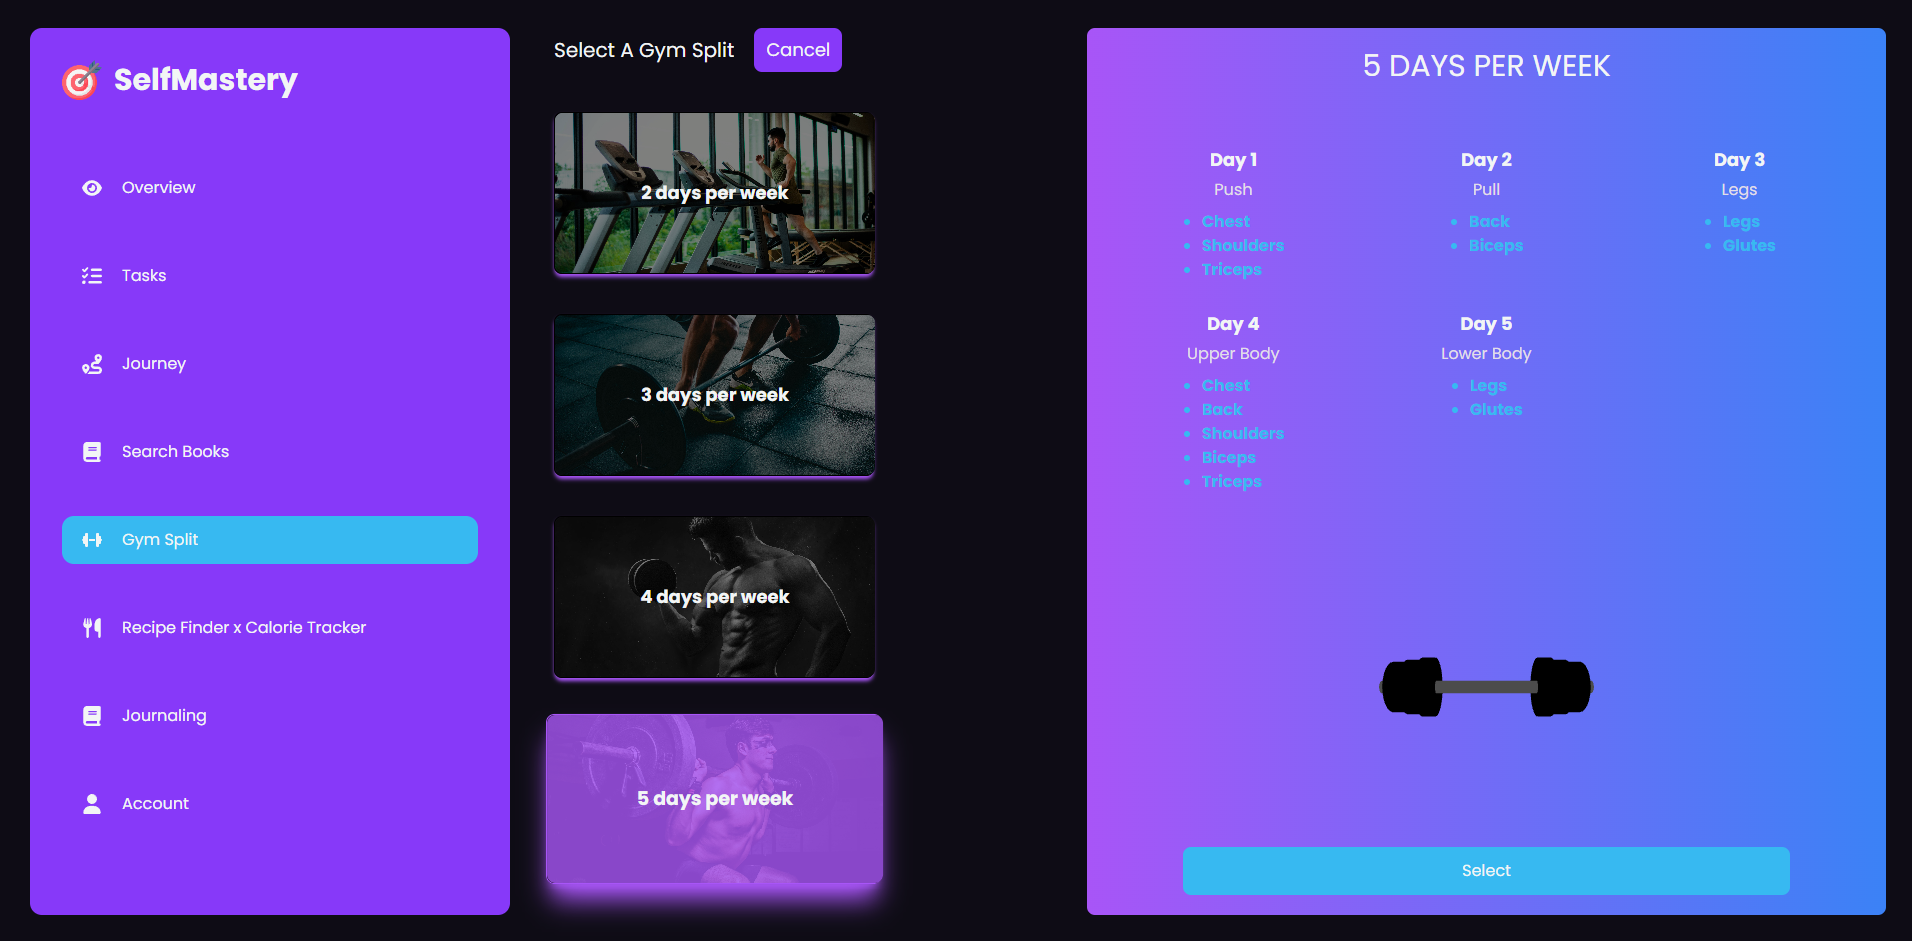 SelfMastery
Overview
Tasks
Journey
Search Books
Gym Split
Recipe Finder x Calorie Tracker
Journaling
Account
Select A Gym Split
Cancel
2 days per week
3 days per week
4 days per week
5 days per week
5 DAYS PER WEEK
Day 1
Push
Chest
Shoulders
Triceps
Day 2
Pull
Back
Biceps
Day 3
Legs
Legs
Glutes
Day 4
Upper Body
Chest
Back
Shoulders
Biceps
Triceps
Day 5
Lower Body
Legs
Glutes
Select